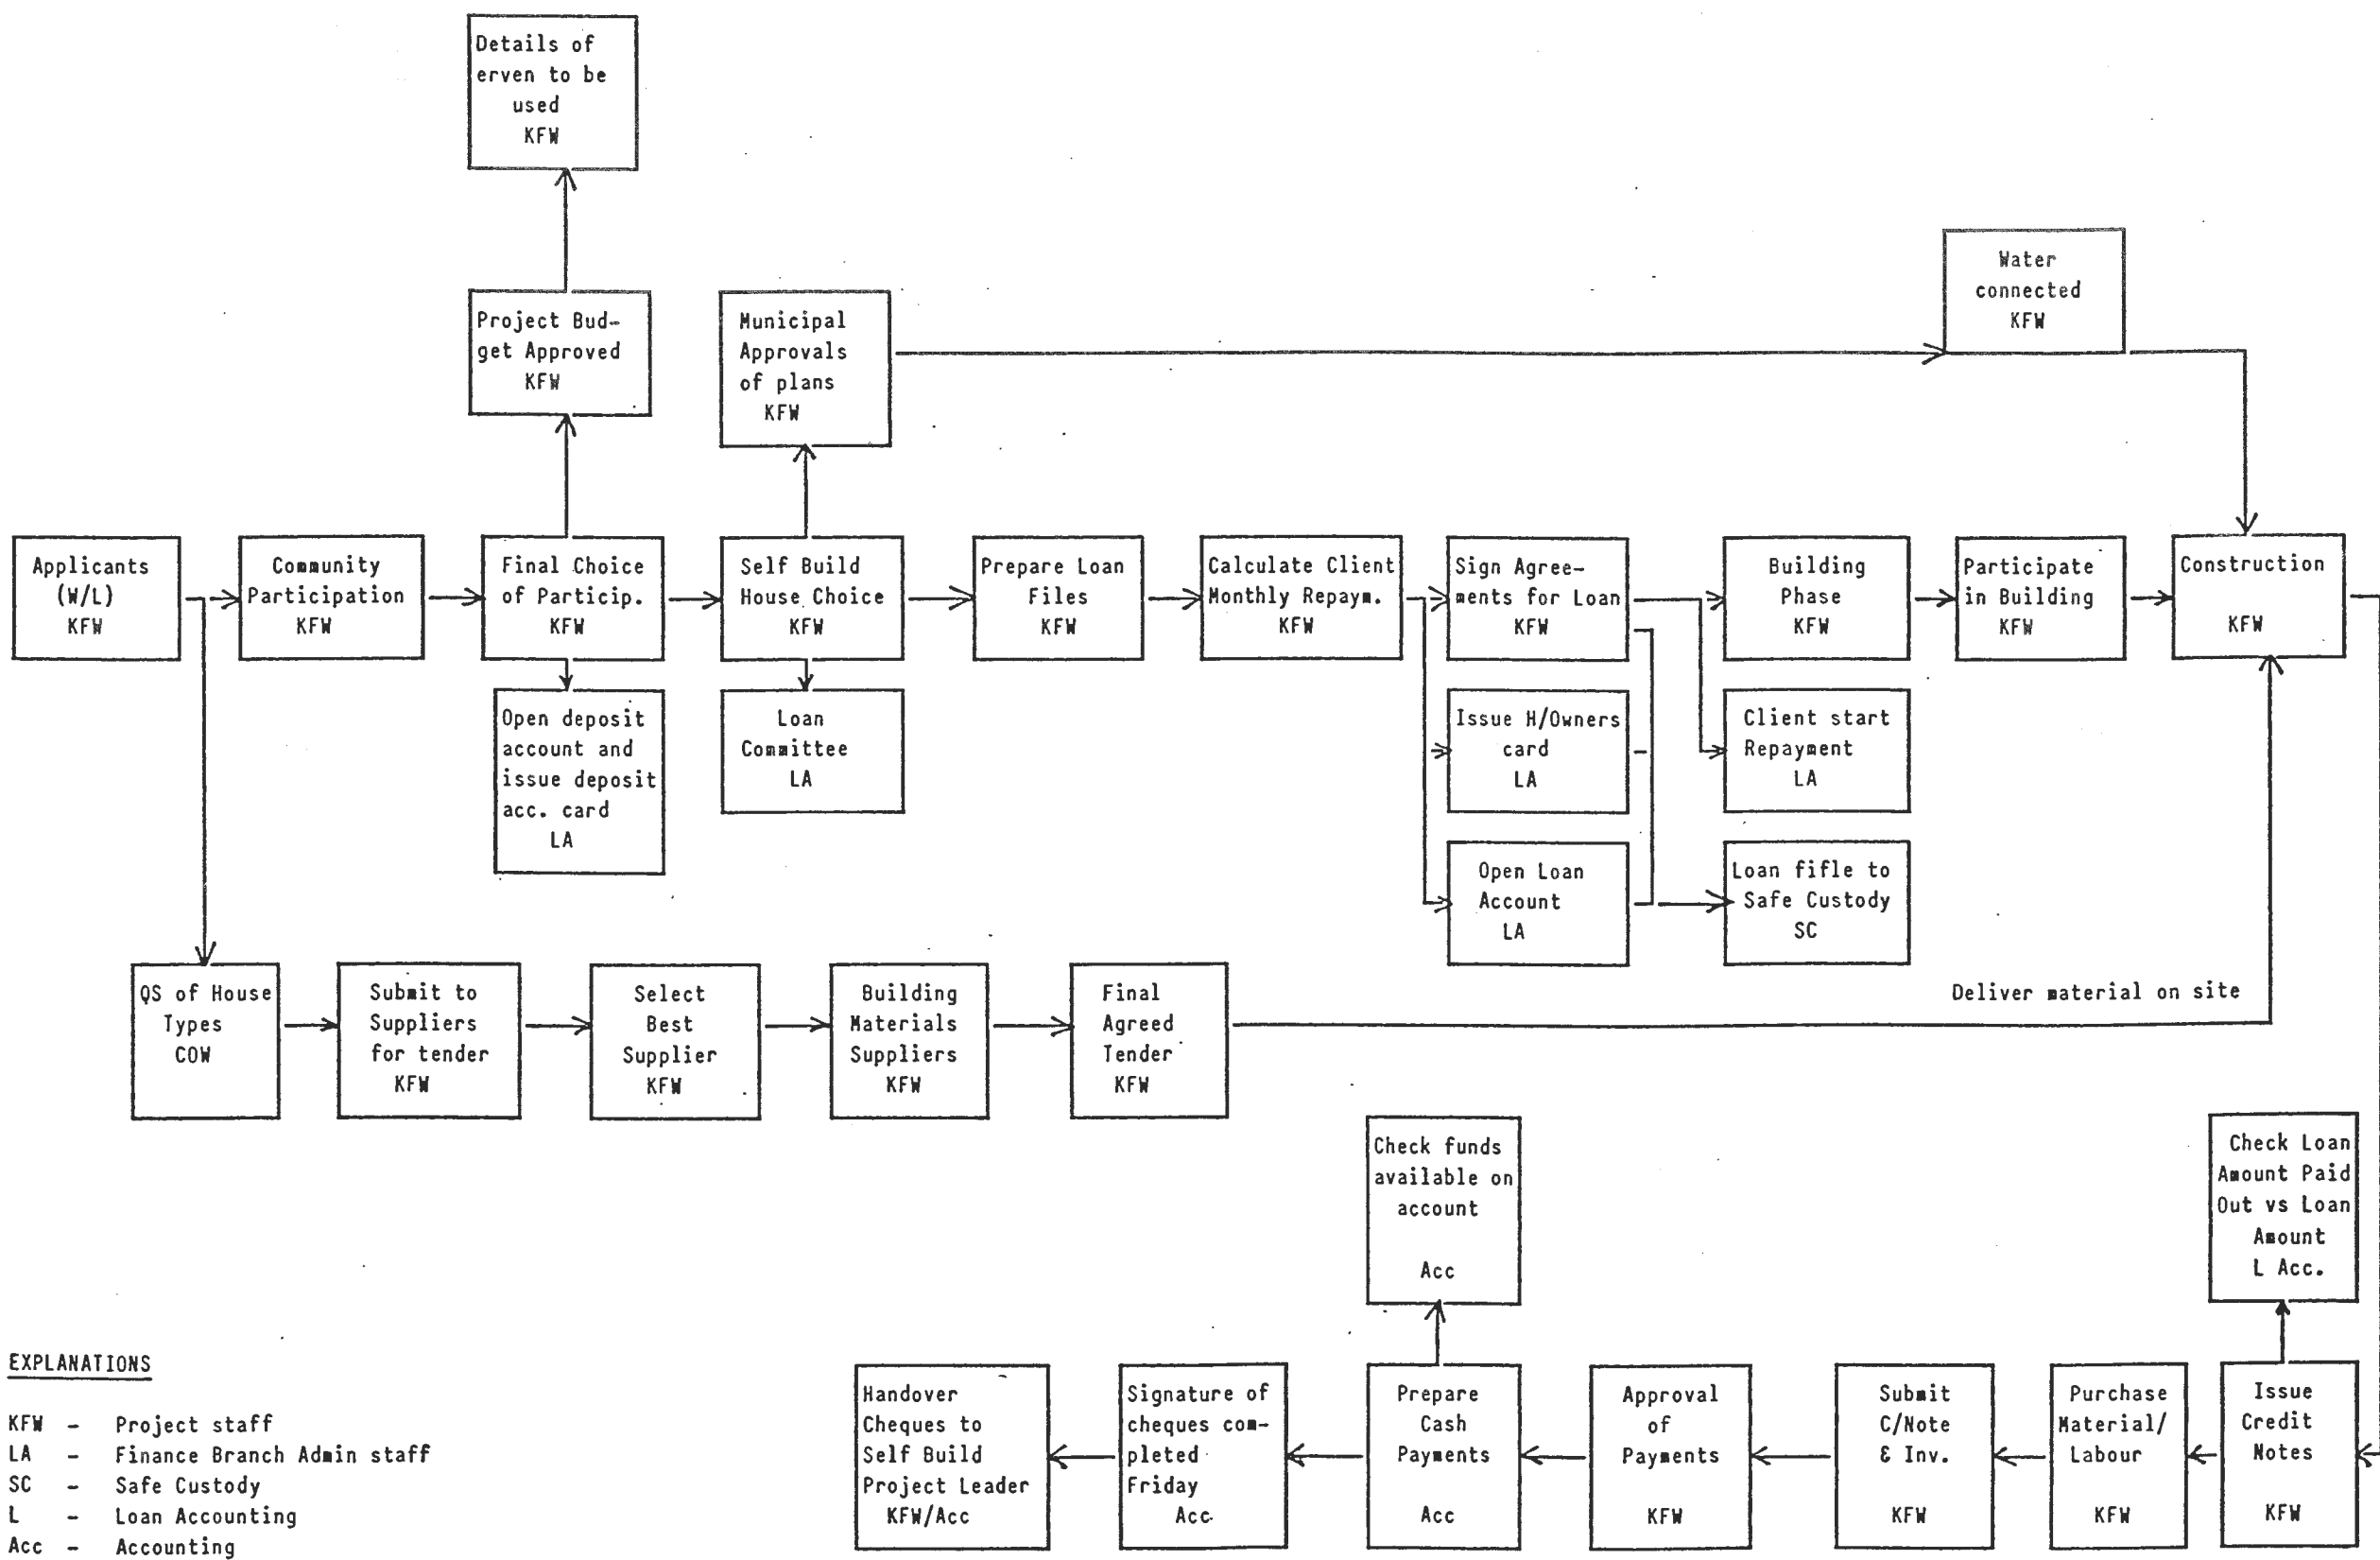 Details of
erven to be
used
KFW
Project Bud-
get Approved
KFW
Municipal
Approvals
of plans
KFW
Water
connected
KFW
Applicants
(W/L)
KFW
Community
Participation
KFW
Final Choice
of Particip.
KFW
Self Build
House Choice
KFW
Prepare Loan
Files
KFW
Calculate Client
Monthly Repaym.
KFW
Sign Agree-
ments for Loan
KFW
Building
Phase
KFW
Participate
in Building
KFW
Construction
KFW
Open deposit
account and
issue deposit
acc. card
LA
Loan
Committee
LA
Issue H/Owners
card
LA
Client start
Repayment
LA
Open Loan
Account
LA
Loan fifle to
Safe Custody
SC
QS of House
Types
COW
Submit to
Suppliers
for tender
KFW
Select
Best
Supplier
KFW
Building
Materials
Suppliers
KFW
Final
Agreed
Tender
KFW
Deliver material on site
Check funds
available on
account
Acc
Check Loan
Amount Paid
Out vs Loan
Amount
L Acc.
Handover
Cheques to
Self Build
Project Leader
KFW/Acc
Signature of
cheques com-
pleted
Friday
Acc
Prepare
Cash
Payments
Acc
Approval
of
Payments
KFW
Submit
C/Note
& Inv.
KFW
Purchase
Material/
Labour
KFW
Issue
Credit
Notes
KFW
EXPLANATIONS
KFW - Project staff
LA - Finance Branch Admin staff
SC - Safe Custody
L - Loan Accounting
Acc - Accounting